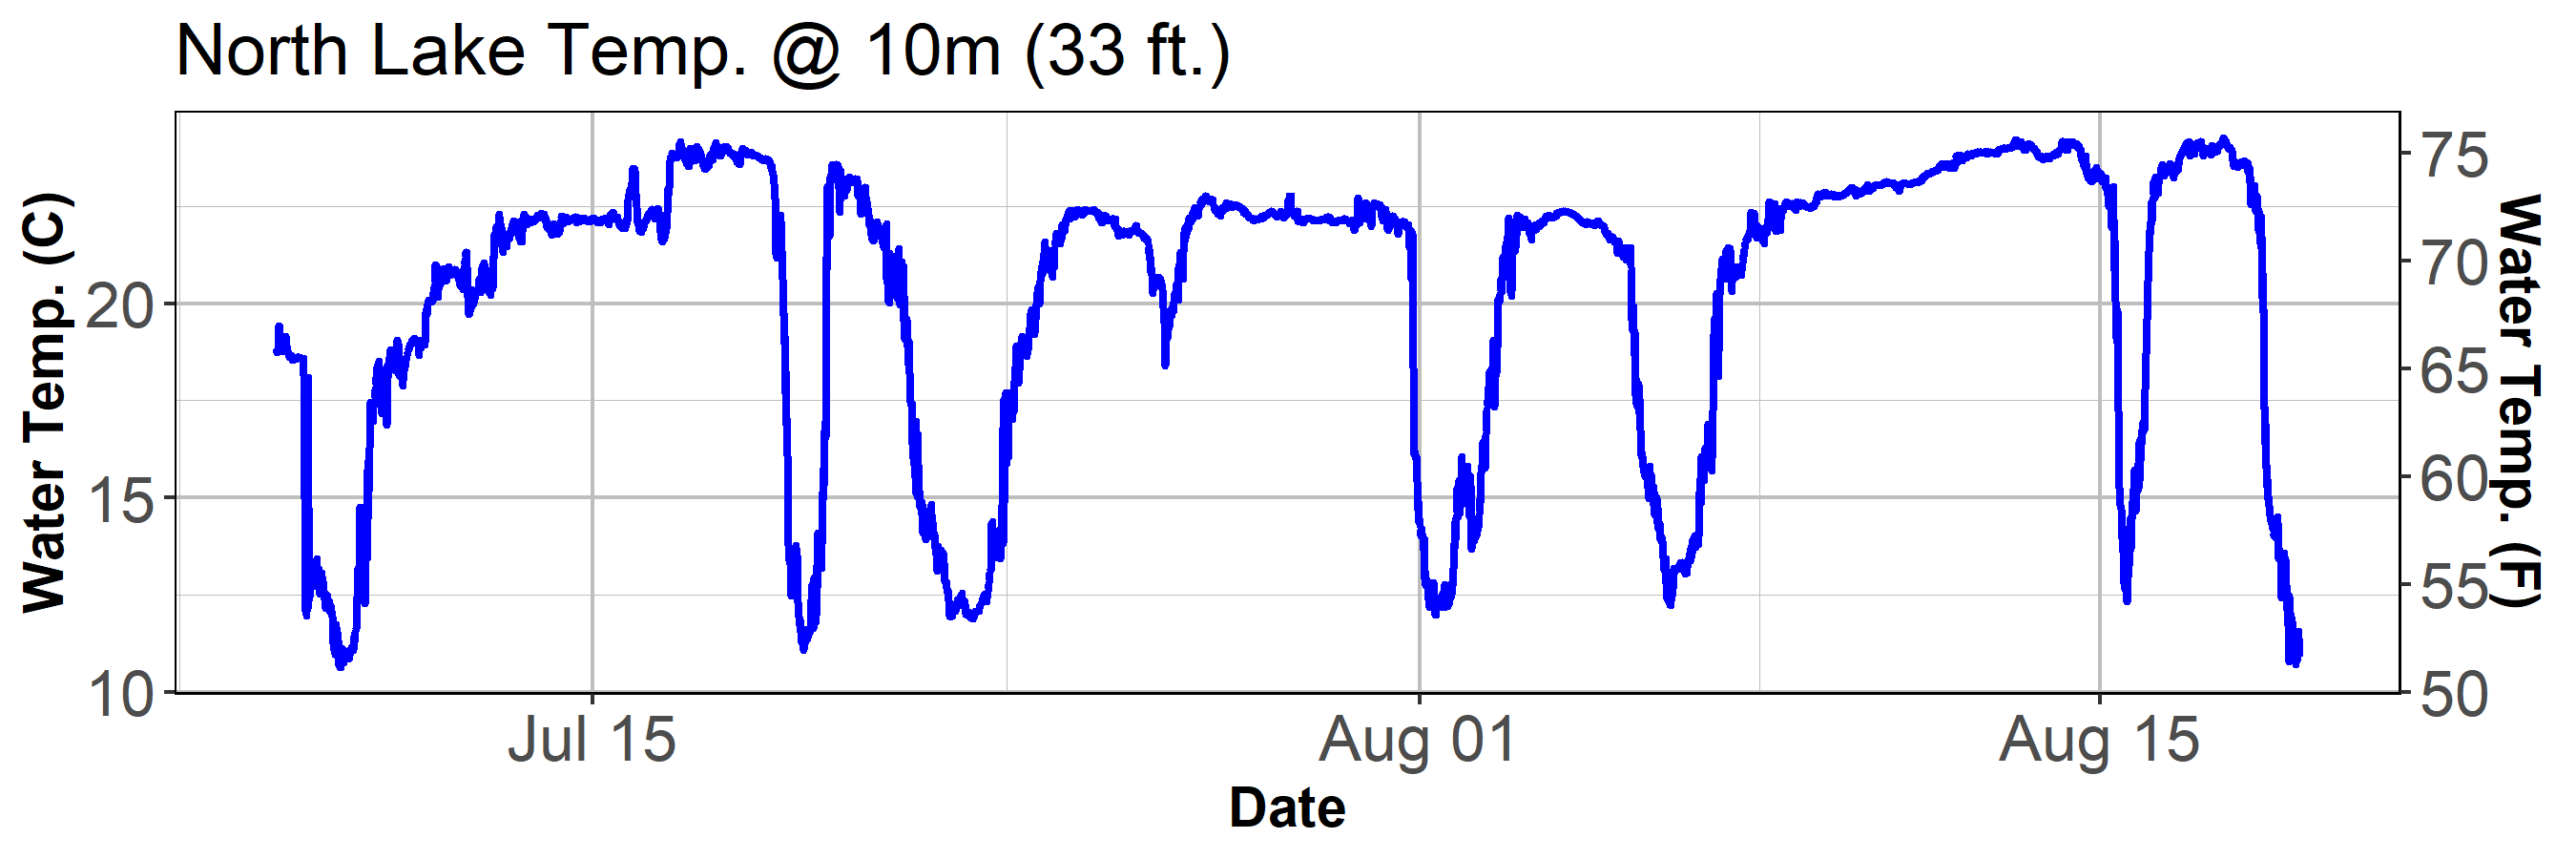 North Lake Temp. @ 10m (33 ft.)
Water Temp. (C)
20
15
10
75
70
65
60
55
50
Water Temp. (F)
Jul 15
Aug 01
Aug 15
Date